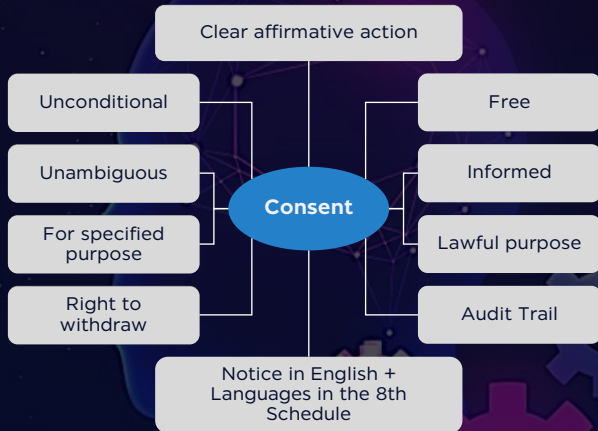 Clear affirmative action
Unconditional
Free
Unambiguous
Informed
Consent
For specified
purpose
Lawful purpose
Right to
withdraw
Audit Trail
Notice in English +
Languages in the 8th
Schedule